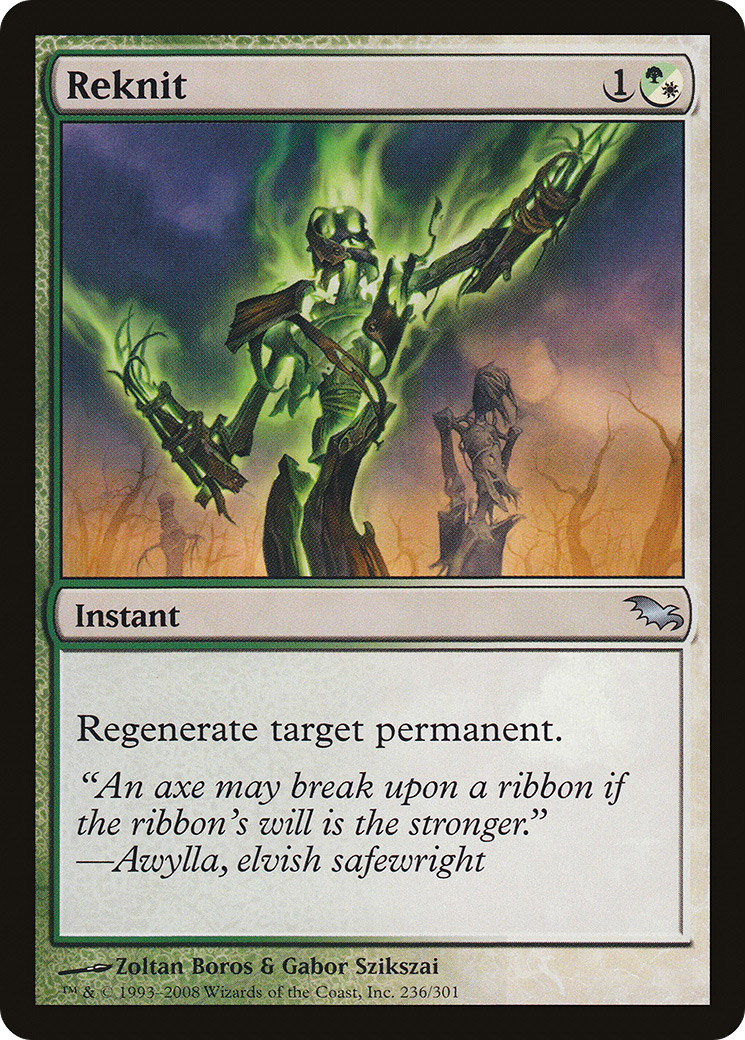 Reknit 1
Instant
Regenerate target permanent.
“An axe may break upon a ribbon if
the ribbon’s will is the stronger.”
—Awylla, elvish safewright
Zoltan Boros & Gabor Szikszai
™ & © 1993–2008 Wizards of the Coast, Inc. 236/301